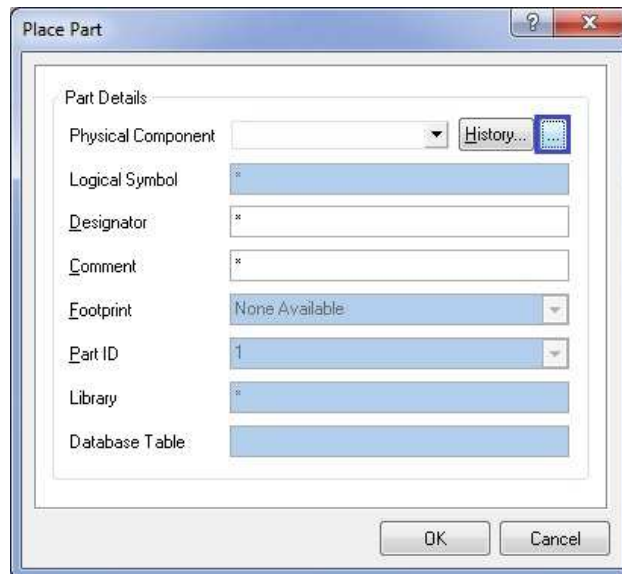 Place Part
?
Part Details
Physical Component History... ...
Logical Symbol *
Designator *
Comment *
Footprint None Available
Part ID 1
Library *
Database Table
OK Cancel